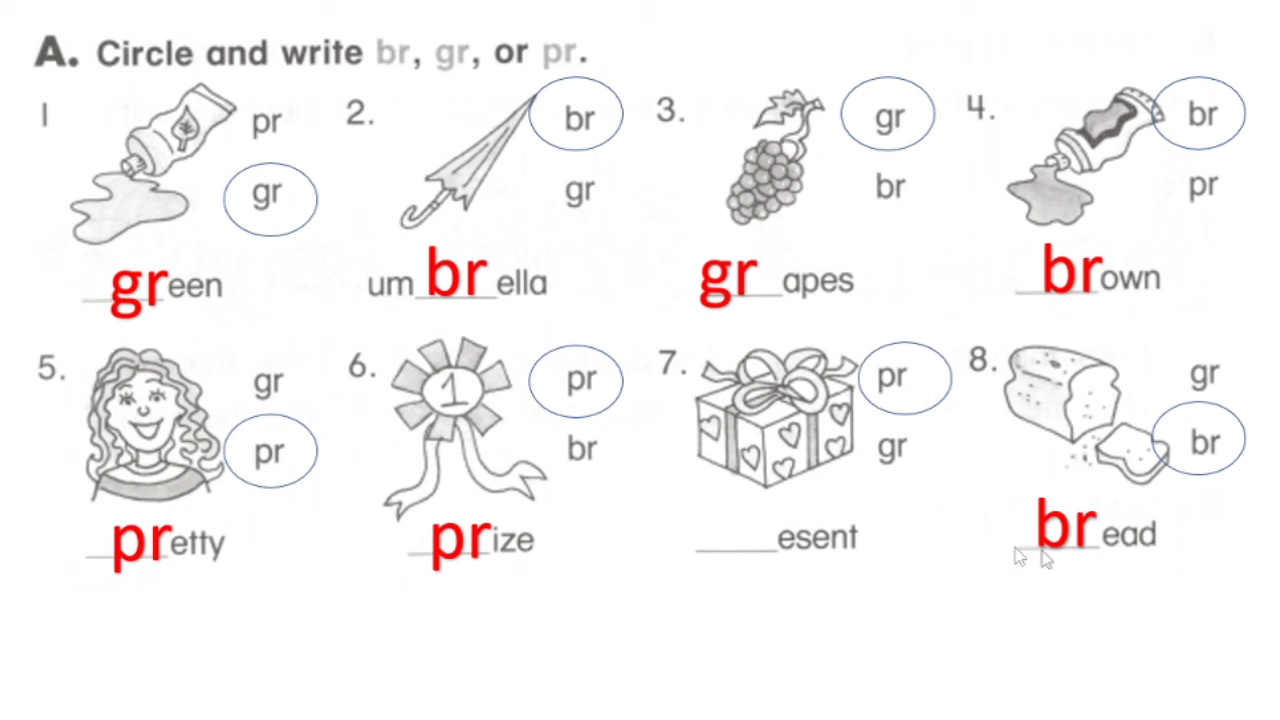 A. Circle and write br, gr, or pr.
1 pr
gr
green
2. br
gr
umbrella
3. gr
br
grapes
4. br
pr
brown
5. gr
pr
pretty
6. 1 pr
br
prize
7. pr
gr
____esent
8. gr
br
bread